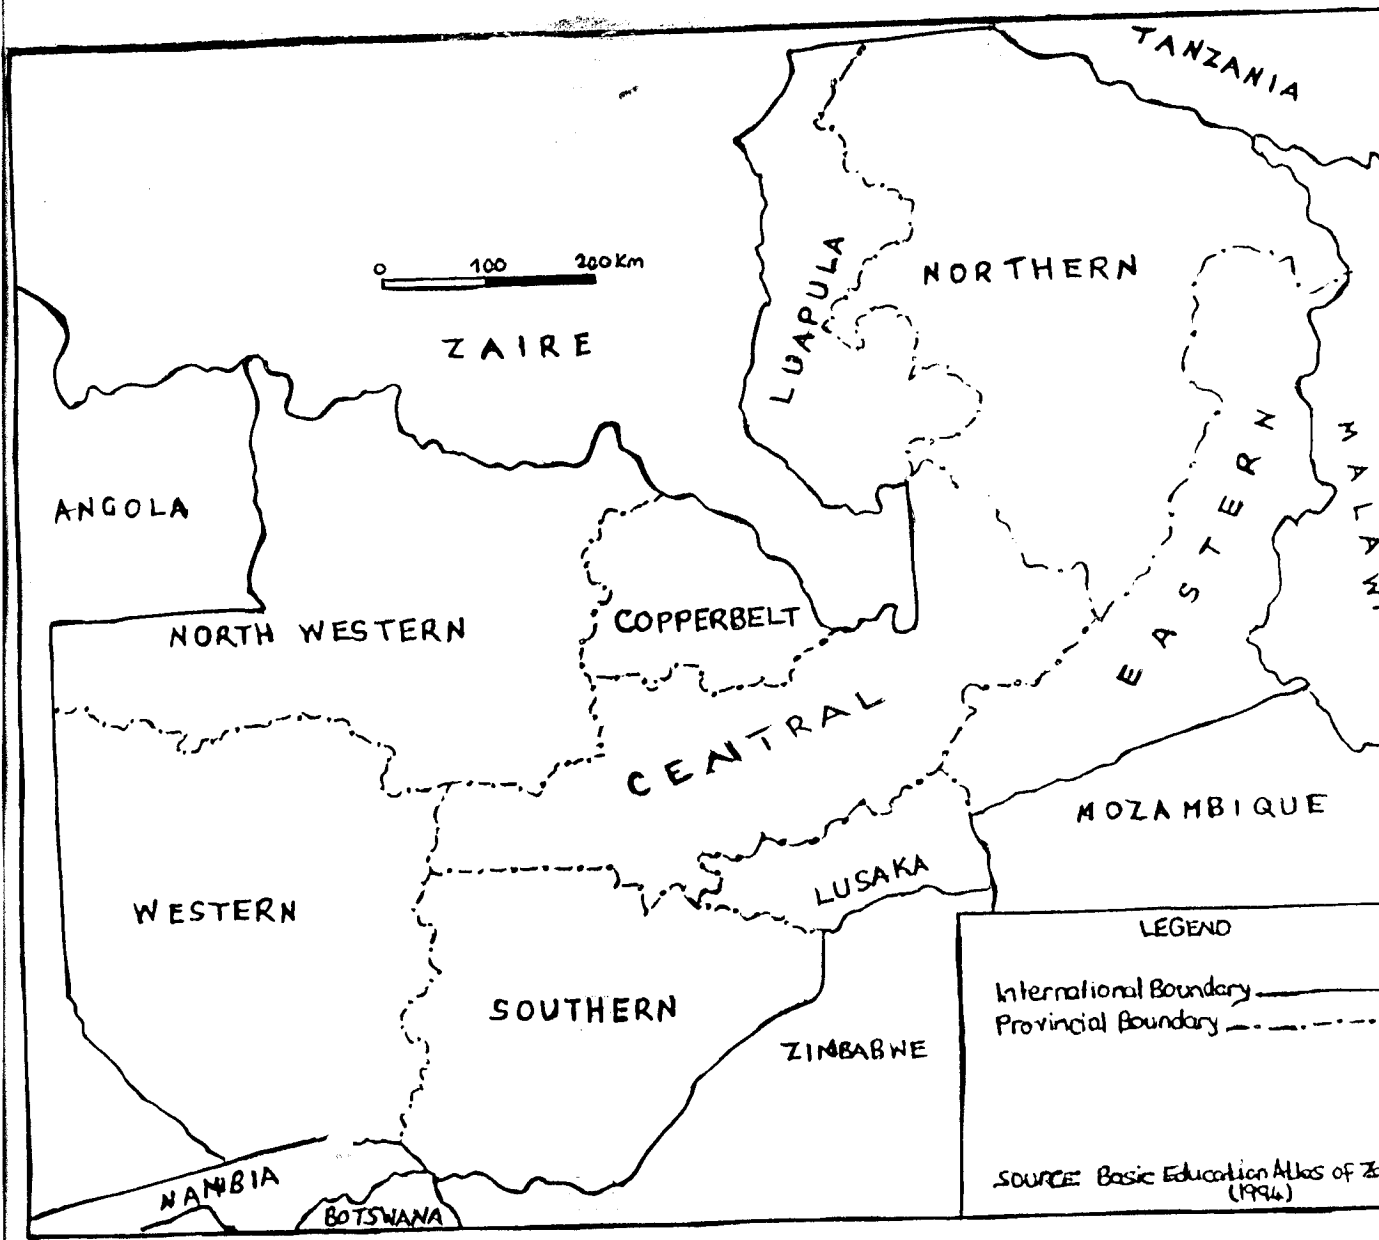 TANZANIA
LUAPULA
NORTHERN
0 100 200Km
ZAIRE
EASTERN
MALAWI
ANGOLA
NORTH WESTERN
COPPERBELT
CENTRAL
MOZAMBIQUE
WESTERN
LUSAKA
SOUTHERN
ZIMBABWE
NAMIBIA
BOTSWANA
LEGEND
International Boundary
Provincial Boundary
SOURCE: Basic Education Atlas of Za
(1994)